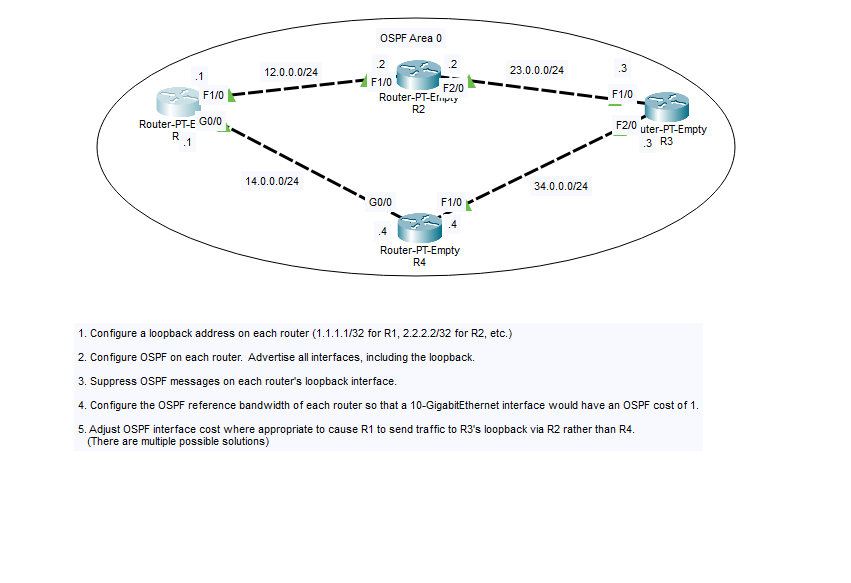 OSPF Area 0
.1
12.0.0.0/24
.2
.2
23.0.0.0/24
.3
F1/0
F1/0
F2/0
F1/0
Router-PT-Empty
R2
Router-PT-E
G0/0
R
.1
F2/0
uter-PT-Empty
.3 R3
14.0.0.0/24
34.0.0.0/24
G0/0
F1/0
.4
.4
Router-PT-Empty
R4
1. Configure a loopback address on each router (1.1.1.1/32 for R1, 2.2.2.2/32 for R2, etc.)
2. Configure OSPF on each router. Advertise all interfaces, including the loopback.
3. Suppress OSPF messages on each router's loopback interface.
4. Configure the OSPF reference bandwidth of each router so that a 10-GigabitEthernet interface would have an OSPF cost of 1.
5. Adjust OSPF interface cost where appropriate to cause R1 to send traffic to R3's loopback via R2 rather than R4.
(There are multiple possible solutions)